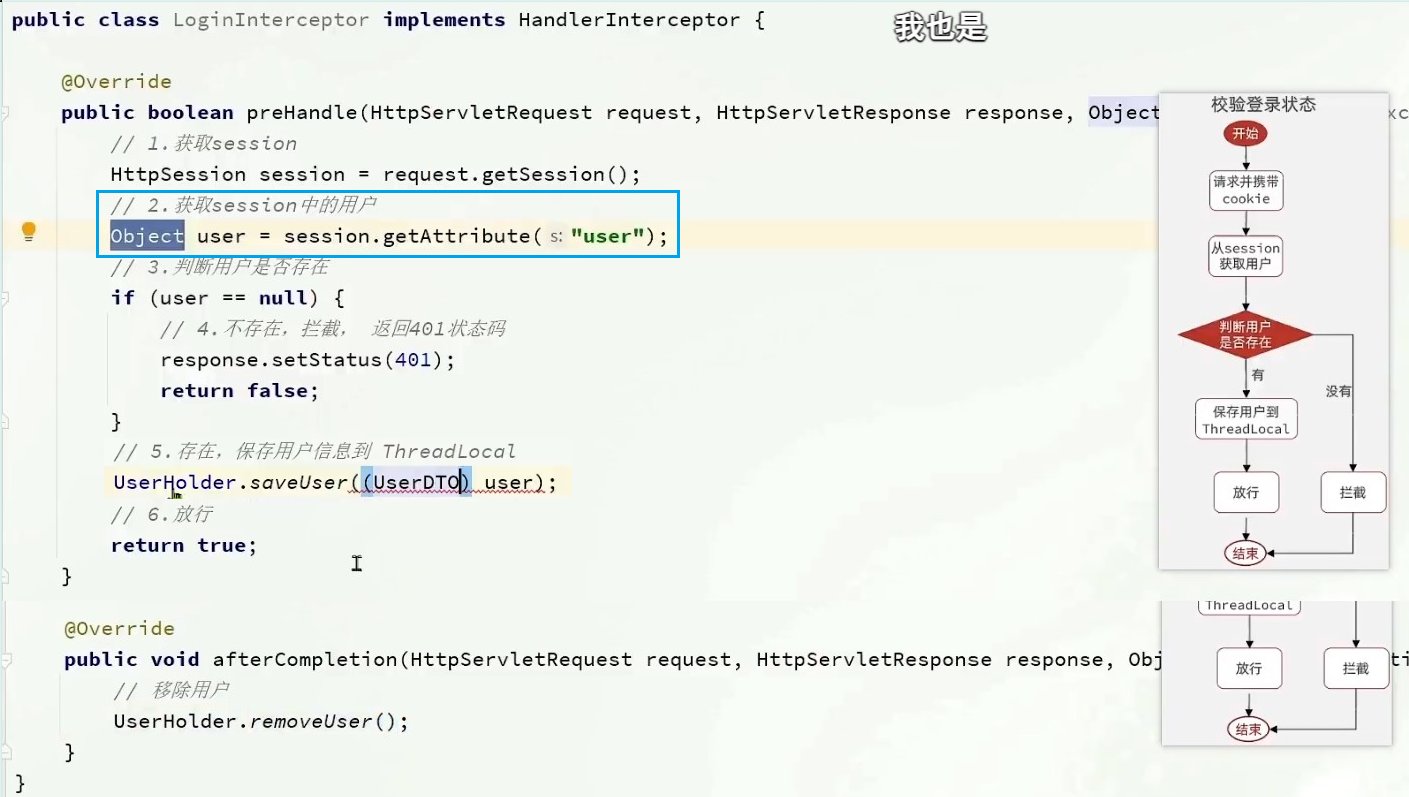 public class LoginInterceptor implements HandlerInterceptor {
我也是
@Override
public boolean preHandle(HttpServletRequest request, HttpServletResponse response, Object
xc
// 1.获取session
HttpSession session = request.getSession();
// 2.获取session中的用户
Object user = session.getAttribute( s: "user");
// 3.判断用户是否存在
if (user == null) {
// 4.不存在，拦截， 返回401状态码
response.setStatus(401);
return false;
}
// 5.存在，保存用户信息到 ThreadLocal
UserHolder.saveUser((UserDTO) user);
// 6.放行
return true;
}
@Override
public void afterCompletion(HttpServletRequest request, HttpServletResponse response, Obj
ti
// 移除用户
UserHolder.removeUser();
}
}
校验登录状态
开始
请求并携带
cookie
从session
获取用户
判断用户
是否存在
有
没有
保存用户到
ThreadLocal
放行
拦截
结束
ThreadLocal
放行
拦截
结束